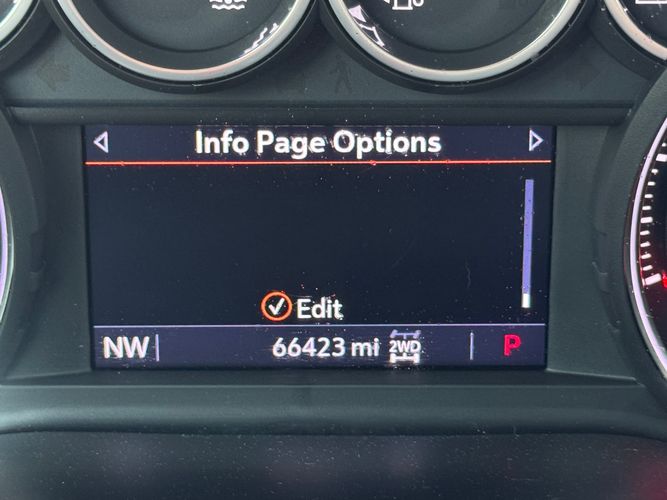 Info Page Options
Edit
NW 66423 mi 2WD P